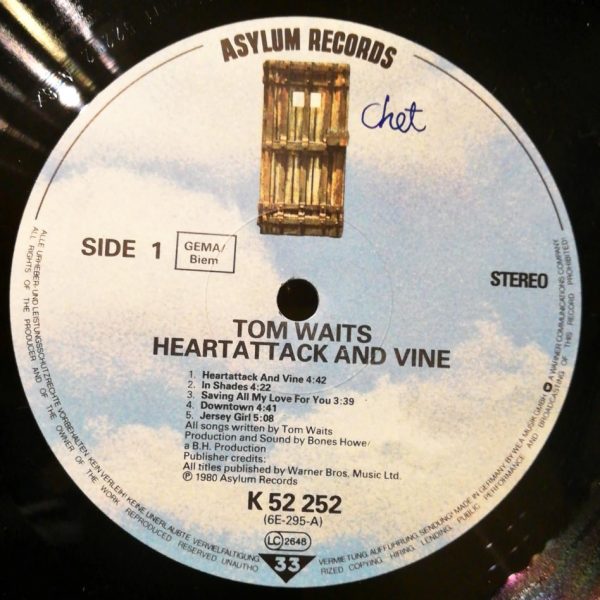 ASYLUM RECORDS
chet
SIDE 1
GEMA/
Biem
STEREO
TOM WAITS
HEARTATTACK AND VINE
1. Heartattack And Vine 4:42
2. In Shades 4:22
3. Saving All My Love For You 3:39
4. Downtown 4:41
5. Jersey Girl 5:08
All songs written by Tom Waits
Production and Sound by Bones Howe/
a B.H. Production
Publisher credits:
All titles published by Warner Bros. Music Ltd.
℗ 1980 Asylum Records
K 52 252
(6E-295-A)
LC 2648
33
ALLE URHEBER- UND LEISTUNGSSCHUTZRECHTE VORBEHALTEN KEIN VERLEIH! KEINE UNERLAUBTE VERVIELFÄLTIGUNG, VERMIETUNG, AUFFÜHRUNG, SENDUNG! MADE IN GERMANY BY WEA MUSIK GMBH. A WARNER COMMUNICATIONS COMPANY.
ALL RIGHTS OF THE PRODUCER AND OF THE OWNER OF THE WORK REPRODUCED RESERVED. UNAUTHORIZED COPYING, HIRING, LENDING, PUBLIC PERFORMANCE AND BROADCASTING OF THIS RECORD PROHIBITED!